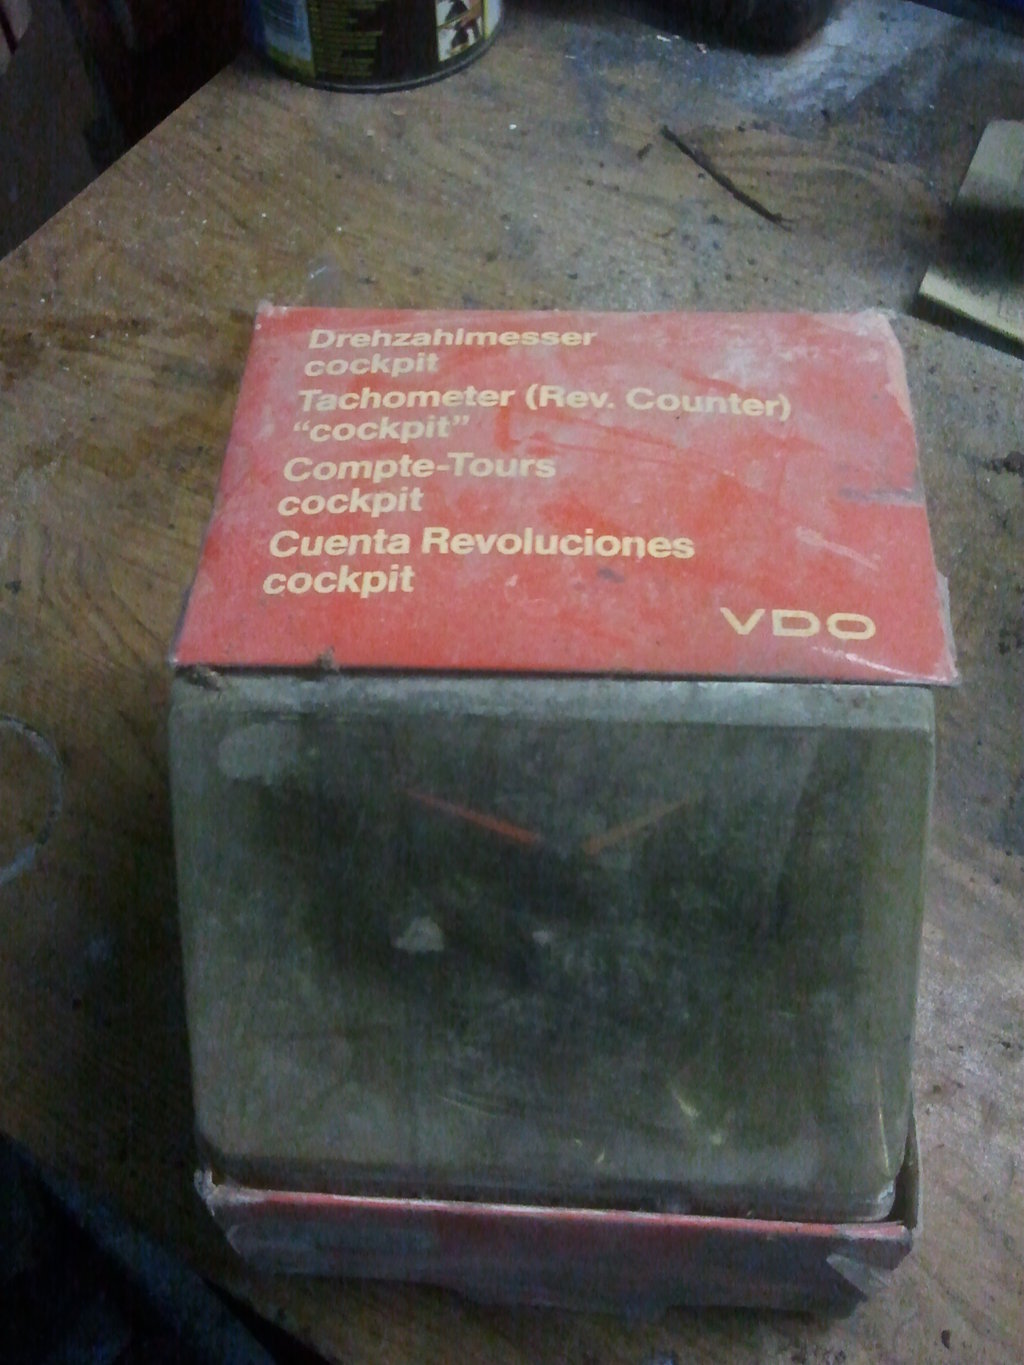 Drehzahlmesser
cockpit
Tachometer (Rev. Counter)
“cockpit”
Compte-Tours
cockpit
Cuenta Revoluciones
cockpit
VDO